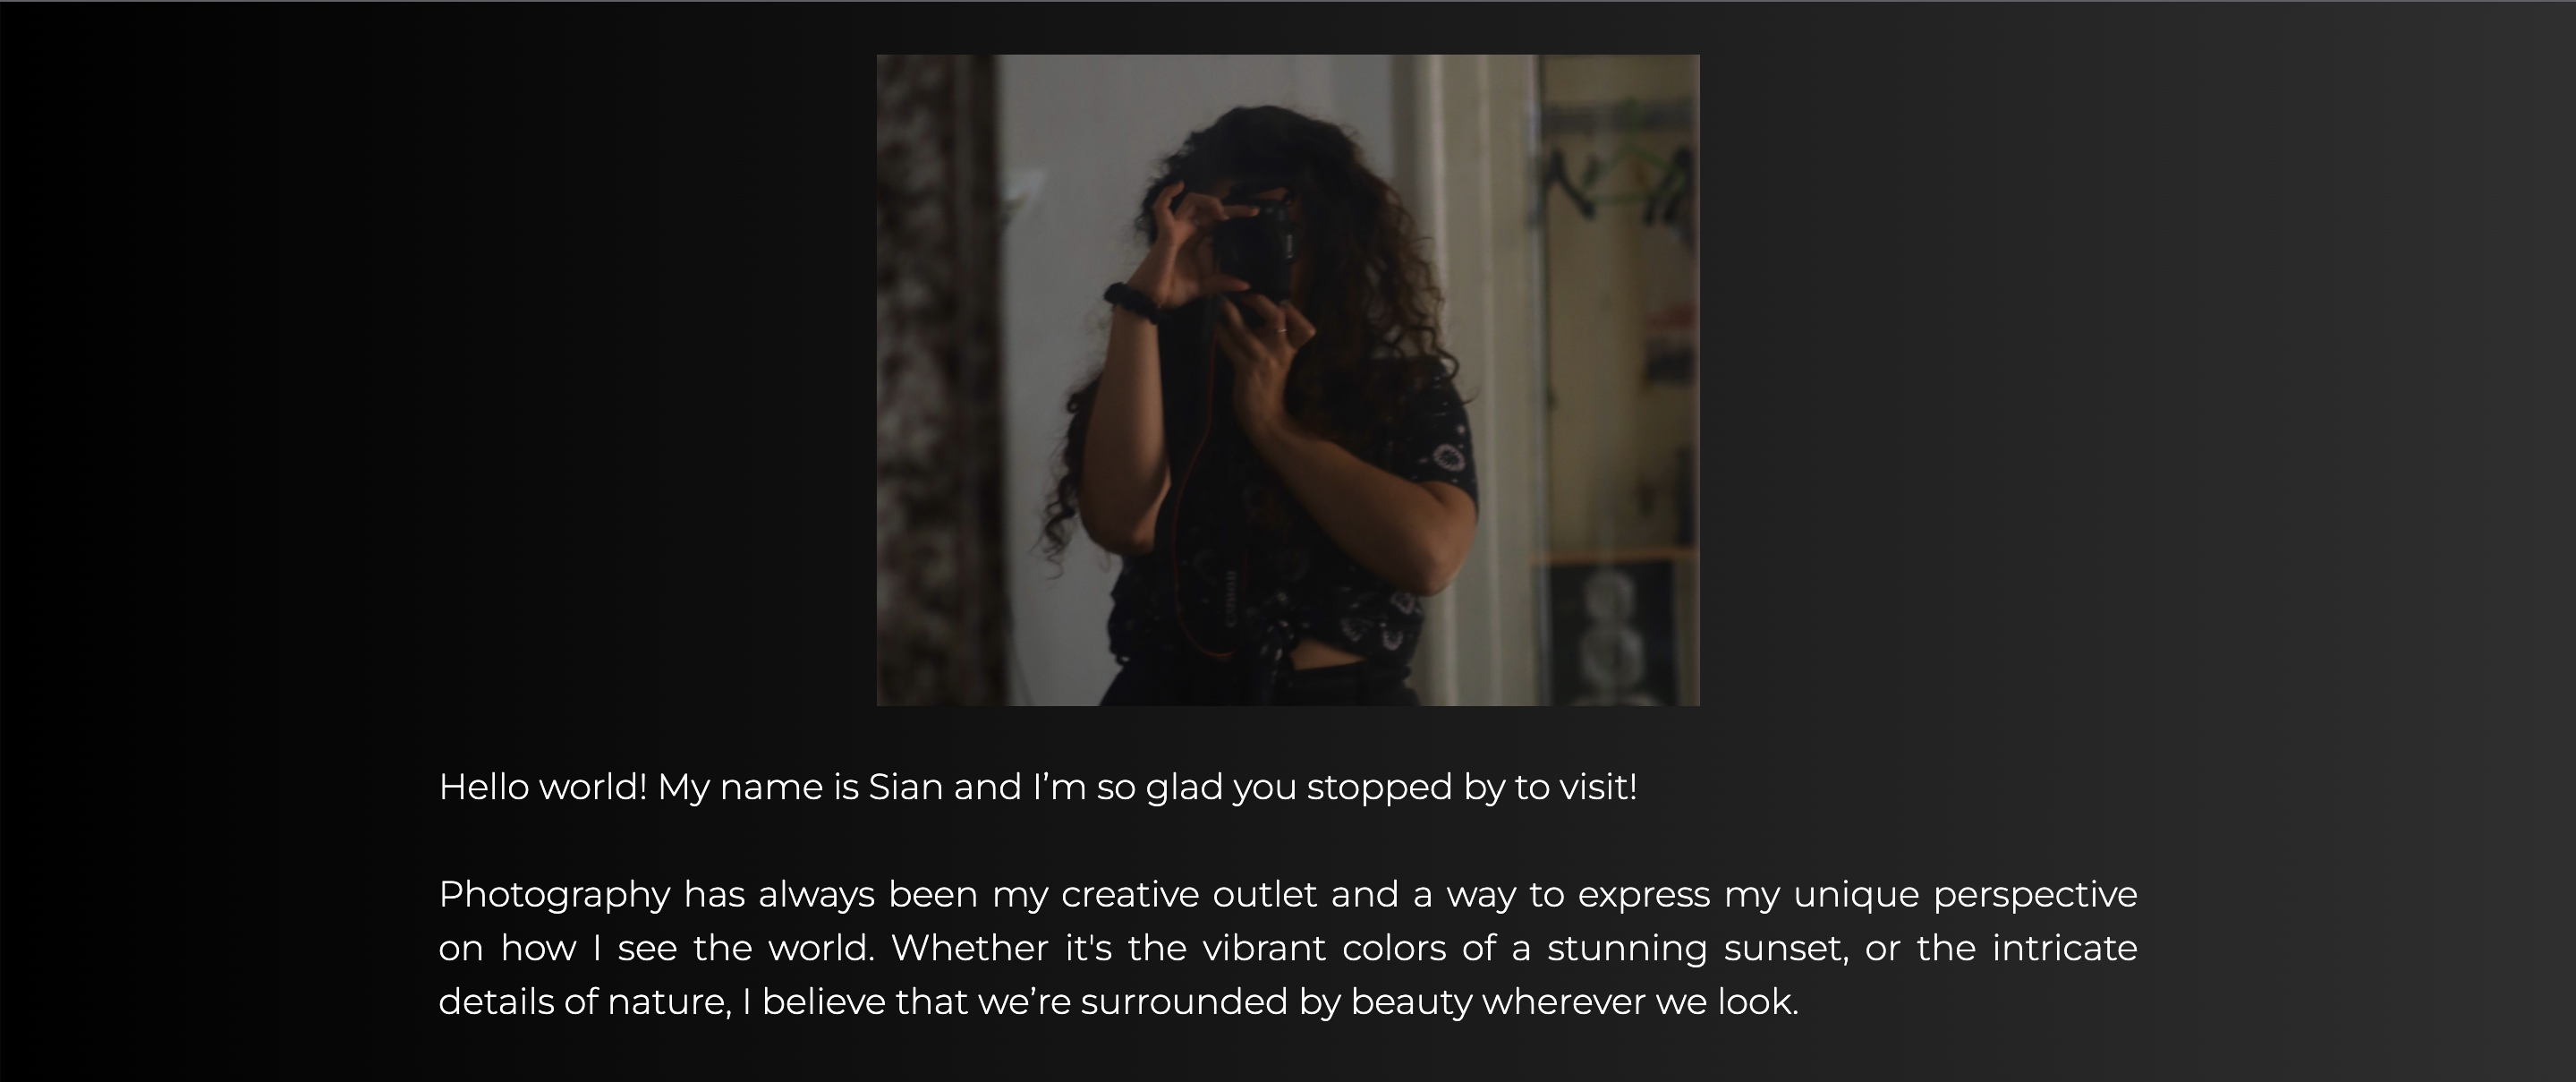 Hello world! My name is Sian and I’m so glad you stopped by to visit!
Photography has always been my creative outlet and a way to express my unique perspective
on how I see the world. Whether it's the vibrant colors of a stunning sunset, or the intricate
details of nature, I believe that we’re surrounded by beauty wherever we look.